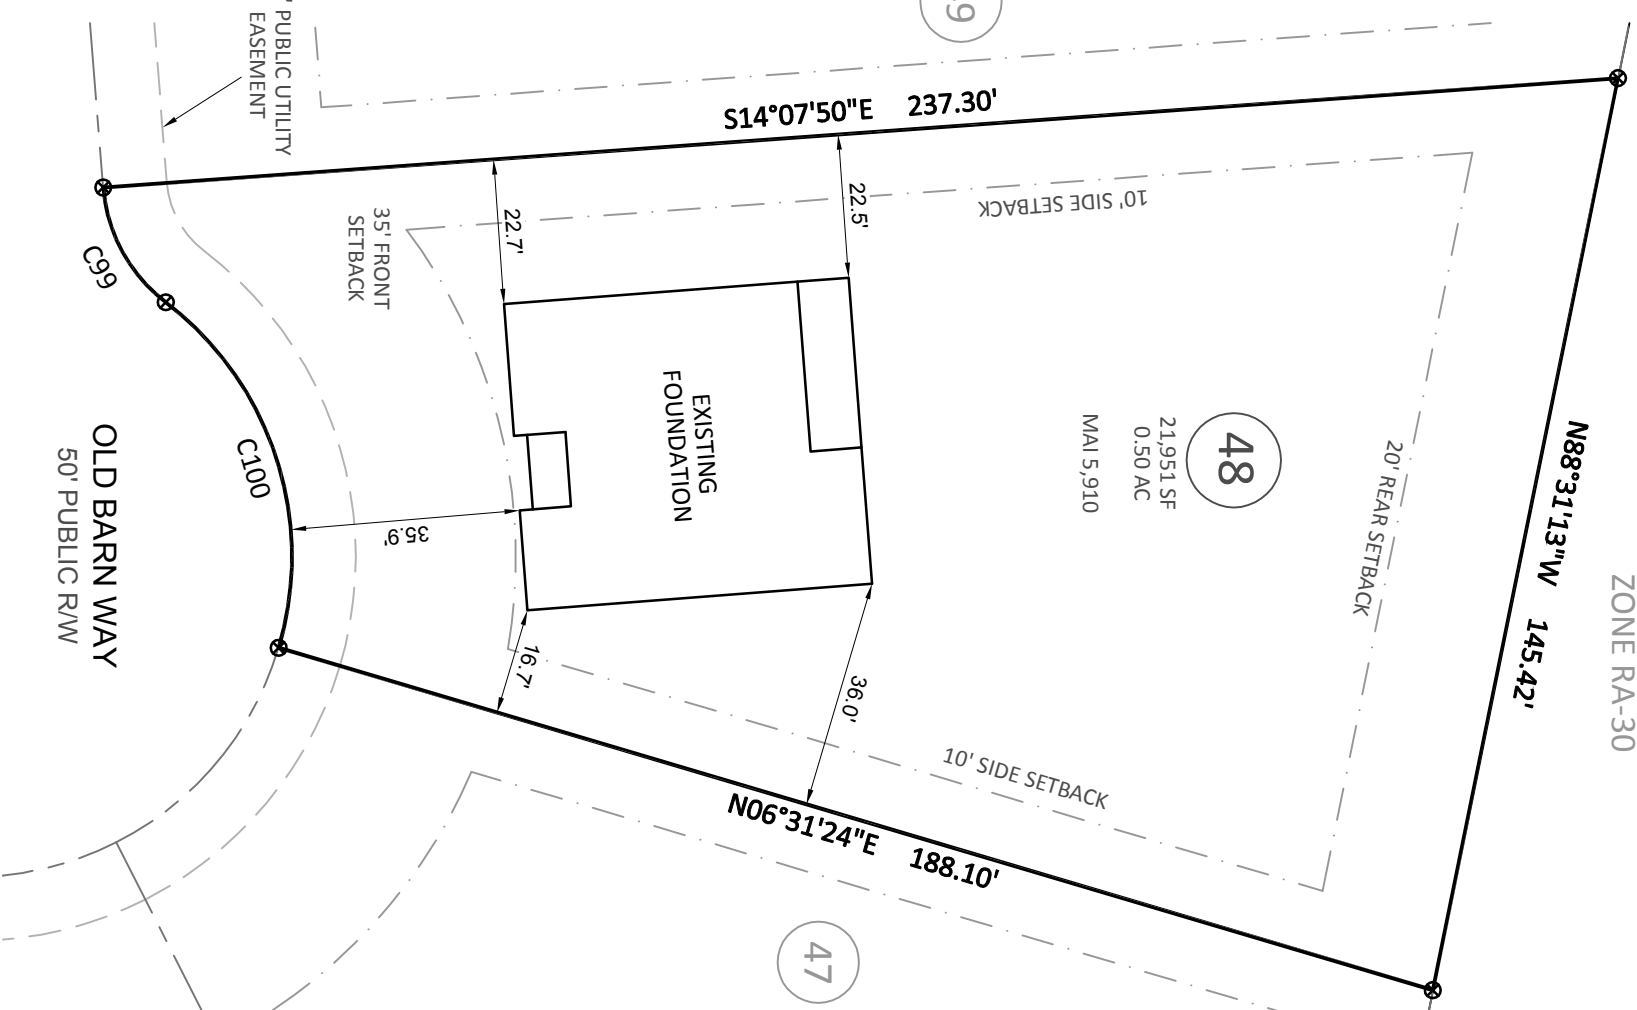 ' PUBLIC UTILITY
EASEMENT
S14°07'50"E 237.30'
10' SIDE SETBACK
22.5'
22.7'
35' FRONT
SETBACK
C99
C100
35.9'
OLD BARN WAY
50' PUBLIC R/W
EXISTING
FOUNDATION
48
21,951 SF
0.50 AC
MAI 5,910
20' REAR SETBACK
N88°31'13"W 145.42'
ZONE RA-30
16.7'
36.0'
10' SIDE SETBACK
N06°31'24"E 188.10'
47